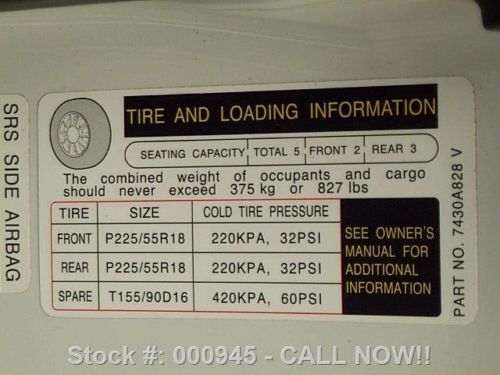 SRS SIDE AIRBAG
TIRE AND LOADING INFORMATION
SEATING CAPACITY TOTAL 5 FRONT 2 REAR 3
The combined weight of occupants and cargo
should never exceed 375 kg or 827 lbs
TIRE SIZE COLD TIRE PRESSURE
FRONT P225/55R18 220KPA, 32PSI
REAR P225/55R18 220KPA, 32PSI
SPARE T155/90D16 420KPA, 60PSI
SEE OWNER'S
MANUAL FOR
ADDITIONAL
INFORMATION
PART NO. 7430A828 V
Stock #: 000945 - CALL NOW!!